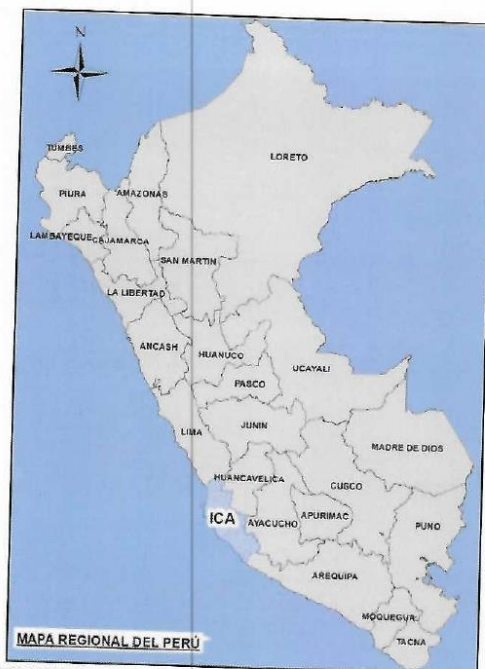 N
TUMBES
LORETO
PIURA
AMAZONAS
LAMBAYEQUE
CAJAMARCA
SAN MARTIN
LA LIBERTAD
ANCASH
HUANUCO
UCAYALI
PASCO
LIMA
JUNIN
MADRE DE DIOS
HUANCAVELICA
CUSCO
ICA
AYACUCHO
APURIMAC
PUNO
AREQUIPA
MOQUEGUA
TACNA
MAPA REGIONAL DEL PERÚ